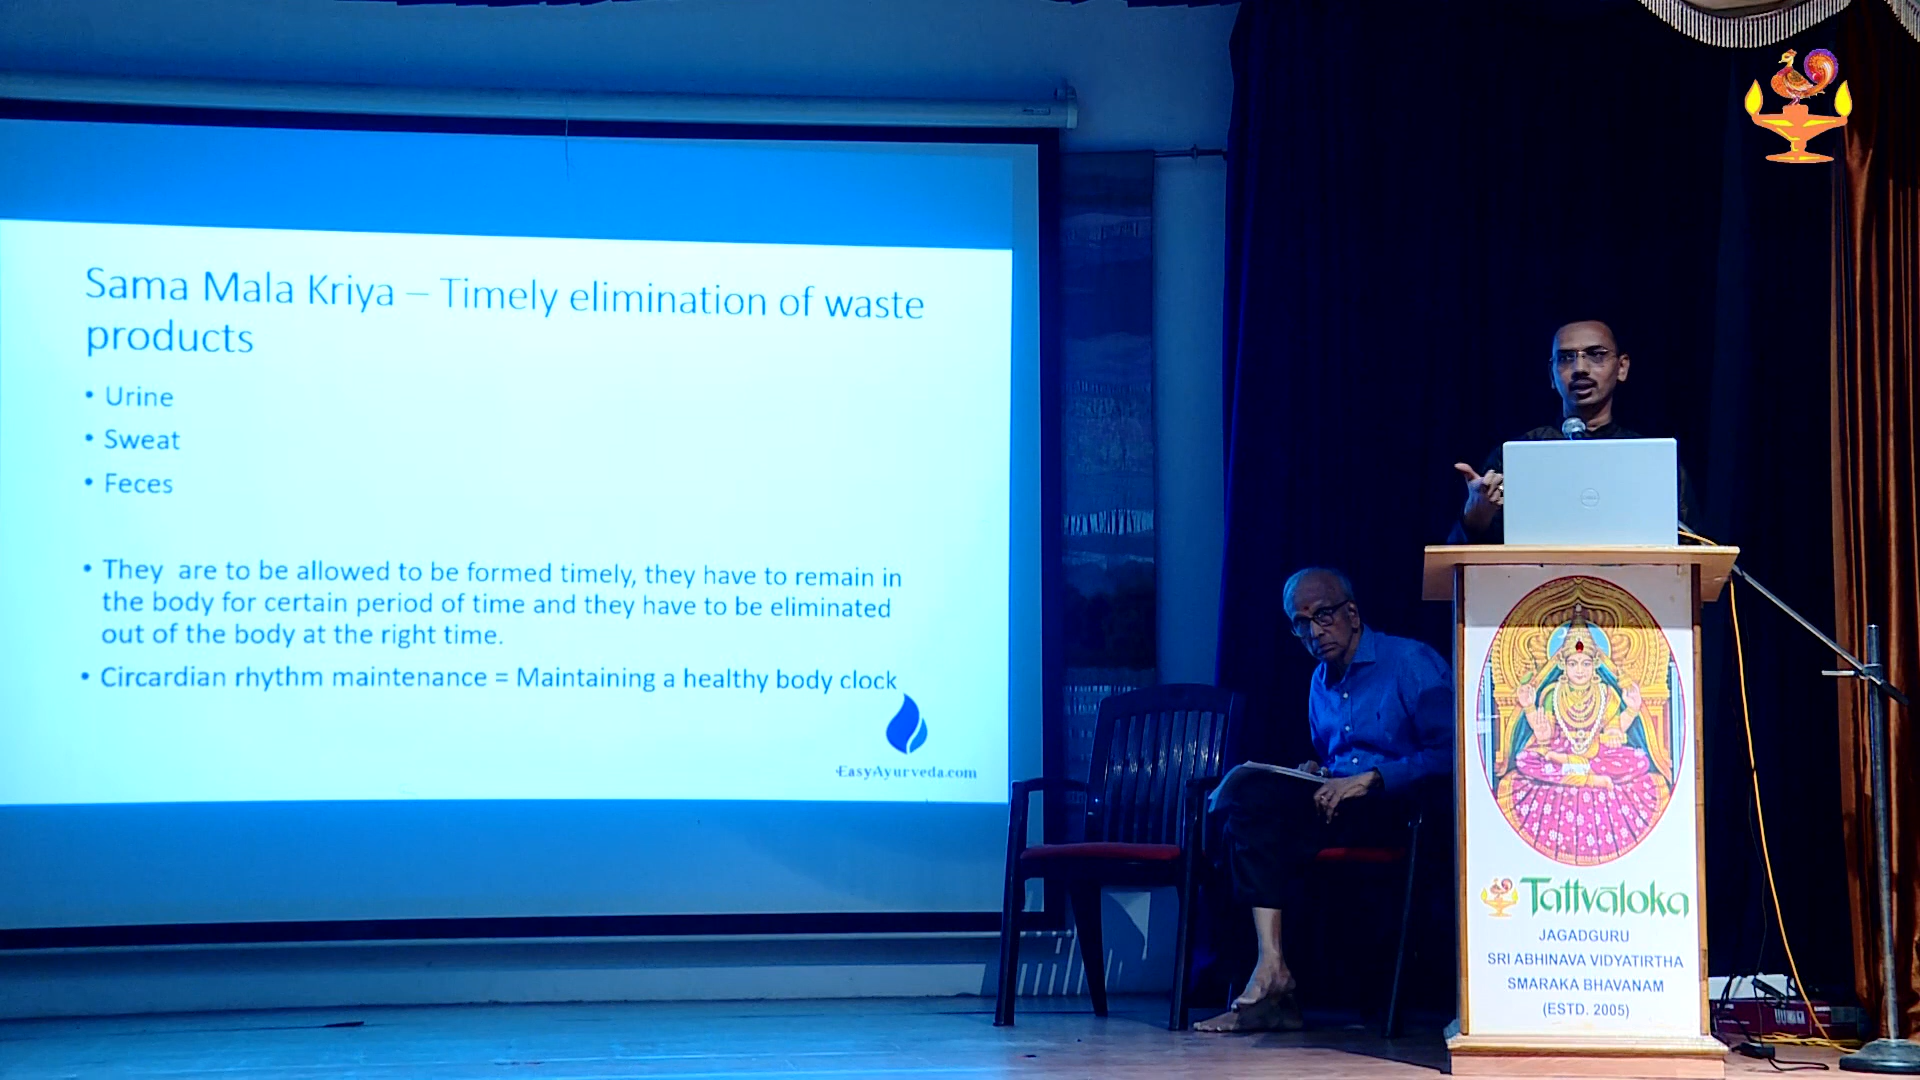 Sama Mala Kriya – Timely elimination of waste
products
• Urine
• Sweat
• Feces
• They are to be allowed to be formed timely, they have to remain in
the body for certain period of time and they have to be eliminated
out of the body at the right time.
• Circardian rhythm maintenance = Maintaining a healthy body clock
EasyAyurveda.com
Tattvāloka
JAGADGURU
SRI ABHINAVA VIDYATIRTHA
SMARAKA BHAVANAM
(ESTD. 2005)